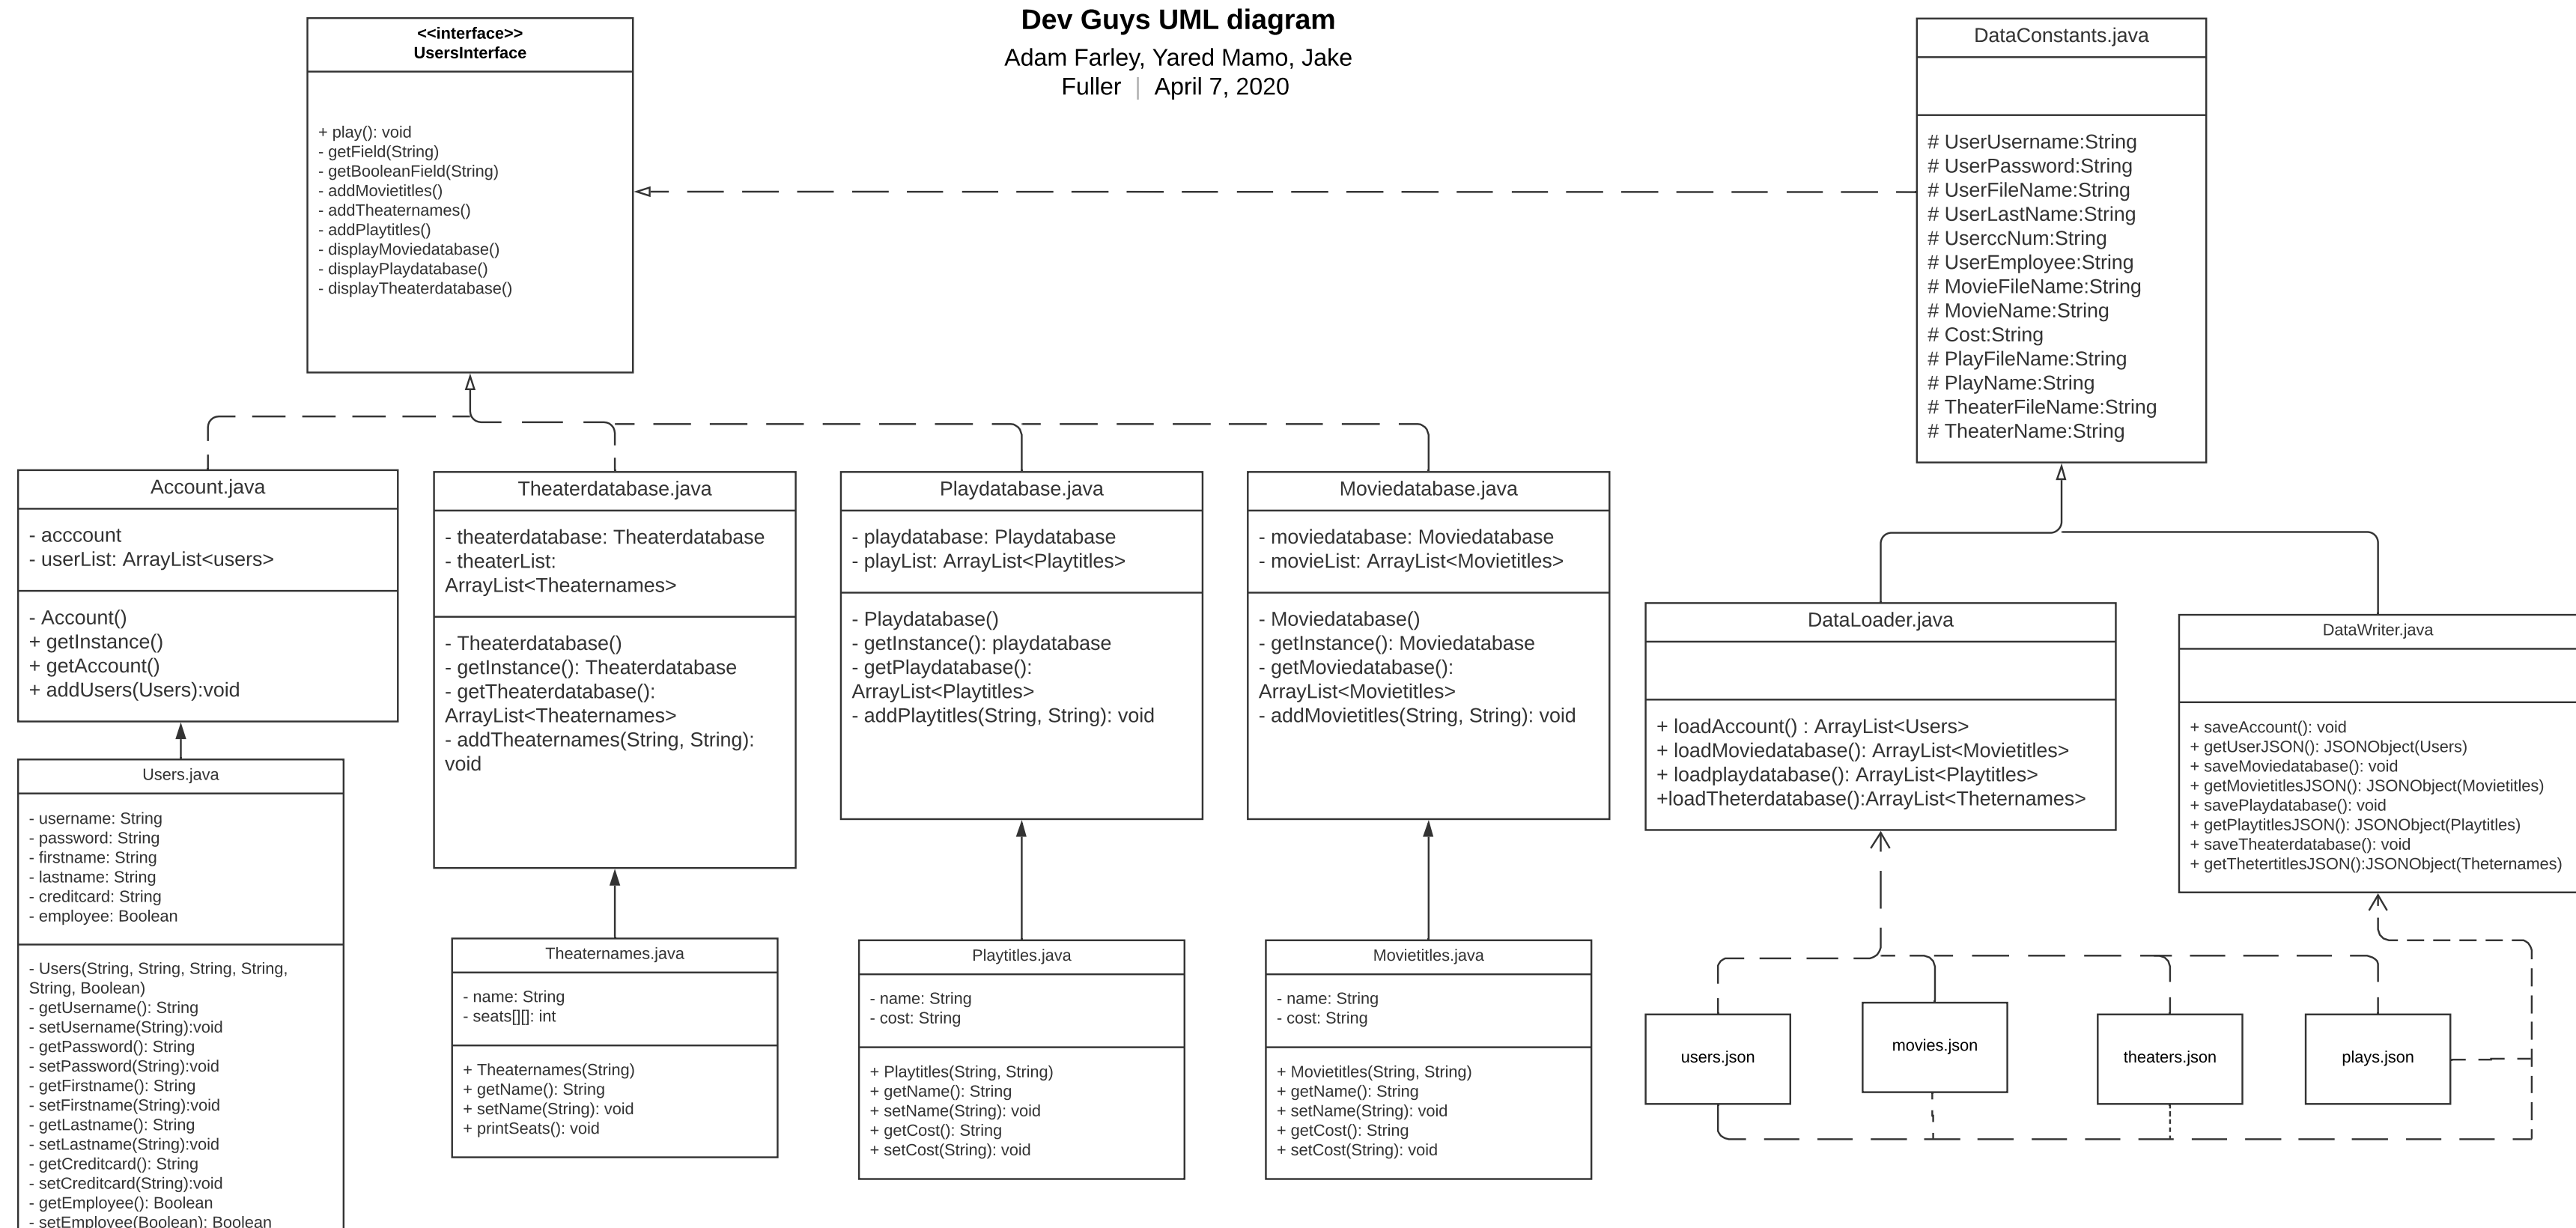 Dev Guys UML diagram
Adam Farley, Yared Mamo, Jake
Fuller | April 7, 2020
<<interface>>
UsersInterface
+ play(): void
- getField(String)
- getBooleanField(String)
- addMovietitles()
- addTheaternames()
- addPlaytitles()
- displayMoviedatabase()
- displayPlaydatabase()
- displayTheaterdatabase()
DataConstants.java
# UserUsername:String
# UserPassword:String
# UserFileName:String
# UserLastName:String
# UserccNum:String
# UserEmployee:String
# MovieFileName:String
# MovieName:String
# Cost:String
# PlayFileName:String
# PlayName:String
# TheaterFileName:String
# TheaterName:String
Account.java
- acccount
- userList: ArrayList<users>
- Account()
+ getInstance()
+ getAccount()
+ addUsers(Users):void
Theaterdatabase.java
- theaterdatabase: Theaterdatabase
- theaterList:
ArrayList<Theaternames>
- Theaterdatabase()
- getInstance(): Theaterdatabase
- getTheaterdatabase():
ArrayList<Theaternames>
- addTheaternames(String, String):
void
Playdatabase.java
- playdatabase: Playdatabase
- playList: ArrayList<Playtitles>
- Playdatabase()
- getInstance(): playdatabase
- getPlaydatabase():
ArrayList<Playtitles>
- addPlaytitles(String, String): void
Moviedatabase.java
- moviedatabase: Moviedatabase
- movieList: ArrayList<Movietitles>
- Moviedatabase()
- getInstance(): Moviedatabase
- getMoviedatabase():
ArrayList<Movietitles>
- addMovietitles(String, String): void
DataLoader.java
+ loadAccount() : ArrayList<Users>
+ loadMoviedatabase(): ArrayList<Movietitles>
+ loadplaydatabase(): ArrayList<Playtitles>
+loadTheterdatabase():ArrayList<Theternames>
DataWriter.java
+ saveAccount(): void
+ getUserJSON(): JSONObject(Users)
+ saveMoviedatabase(): void
+ getMovietitlesJSON(): JSONObject(Movietitles)
+ savePlaydatabase(): void
+ getPlaytitlesJSON(): JSONObject(Playtitles)
+ saveTheaterdatabase(): void
+ getThetertitlesJSON():JSONObject(Theternames)
Users.java
- username: String
- password: String
- firstname: String
- lastname: String
- creditcard: String
- employee: Boolean
- Users(String, String, String, String,
String, Boolean)
- getUsername(): String
- setUsername(String):void
- getPassword(): String
- setPassword(String):void
- getFirstname(): String
- setFirstname(String):void
- getLastname(): String
- setLastname(String):void
- getCreditcard(): String
- setCreditcard(String):void
- getEmployee(): Boolean
- setEmployee(Boolean): Boolean
Theaternames.java
- name: String
- seats[][]: int
+ Theaternames(String)
+ getName(): String
+ setName(String): void
+ printSeats(): void
Playtitles.java
- name: String
- cost: String
+ Playtitles(String, String)
+ getName(): String
+ setName(String): void
+ getCost(): String
+ setCost(String): void
Movietitles.java
- name: String
- cost: String
+ Movietitles(String, String)
+ getName(): String
+ setName(String): void
+ getCost(): String
+ setCost(String): void
users.json
movies.json
theaters.json
plays.json